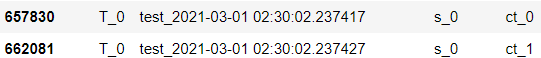 657830 T_0 test_2021-03-01 02:30:02.237417 s_0 ct_0
662081 T_0 test_2021-03-01 02:30:02.237427 s_0 ct_1